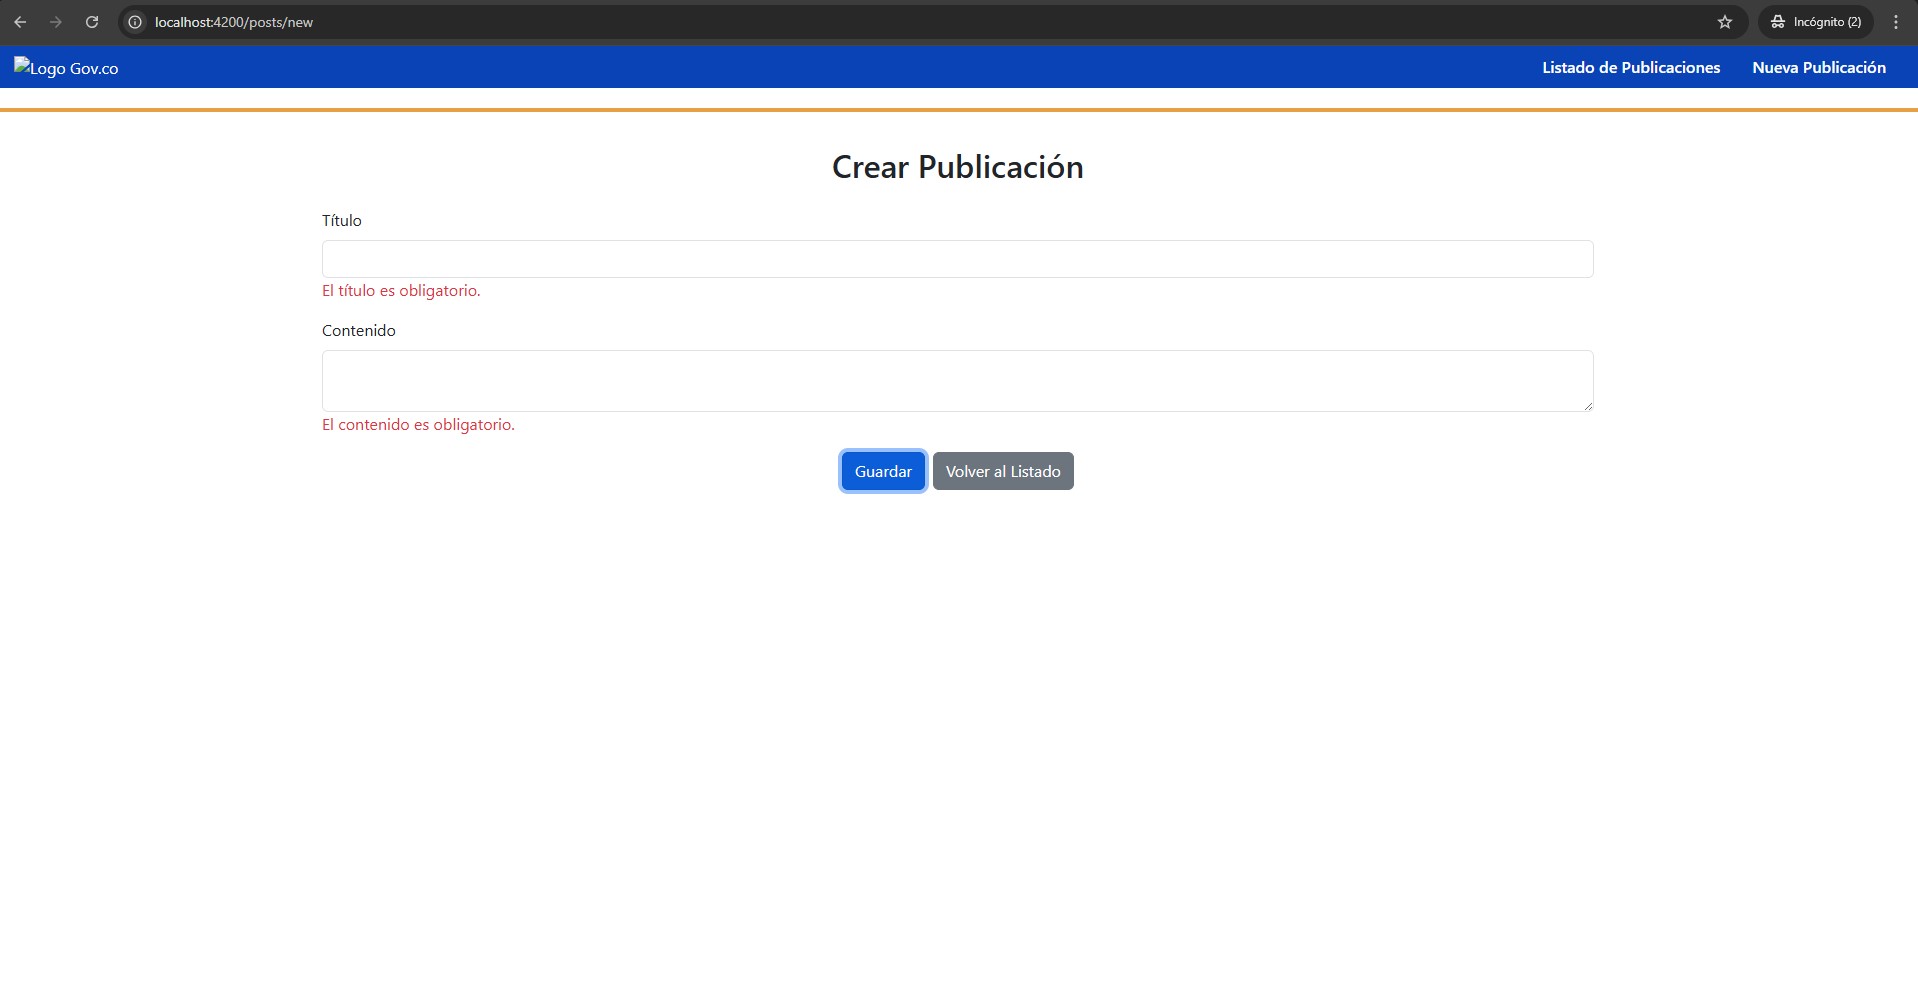 localhost:4200/posts/new
Incógnito (2)
Logo Gov.co
Listado de Publicaciones
Nueva Publicación
Crear Publicación
Título
El título es obligatorio.
Contenido
El contenido es obligatorio.
Guardar
Volver al Listado